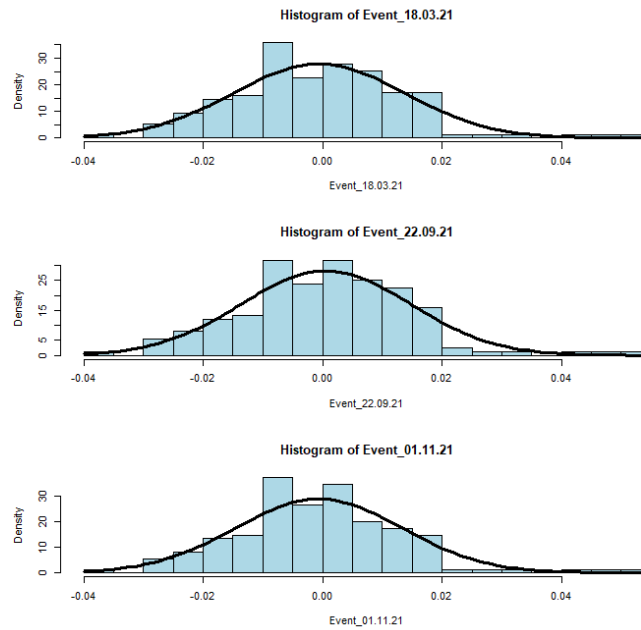 Histogram of Event_18.03.21
Density
30
20
10
0
-0.04 -0.02 0.00 0.02 0.04
Event_18.03.21
Histogram of Event_22.09.21
Density
25
15
5
0
-0.04 -0.02 0.00 0.02 0.04
Event_22.09.21
Histogram of Event_01.11.21
Density
30
20
10
0
-0.04 -0.02 0.00 0.02 0.04
Event_01.11.21